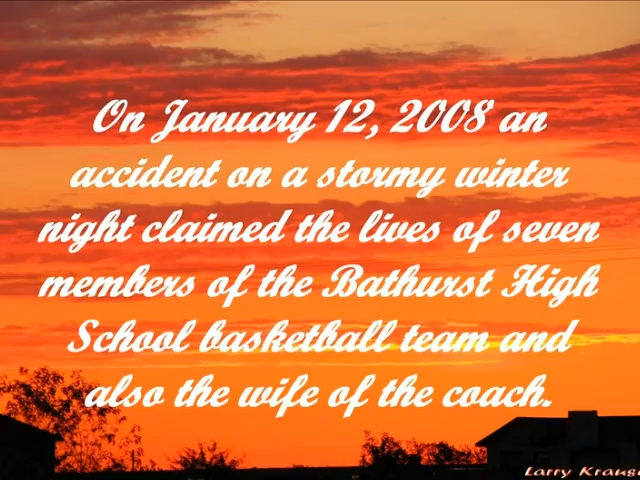 On January 12, 2008 an
accident on a stormy winter
night claimed the lives of seven
members of the Bathurst High
School basketball team and
also the wife of the coach.
Larry Kraus